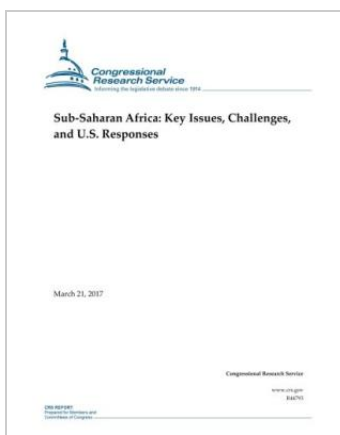 Congressional
Research Service
Informing the legislative debate since 1914
Sub-Saharan Africa: Key Issues, Challenges,
and U.S. Responses
March 21, 2017
Congressional Research Service
www.crs.gov
R44793
CRS REPORT
Prepared for Members and
Committees of Congress